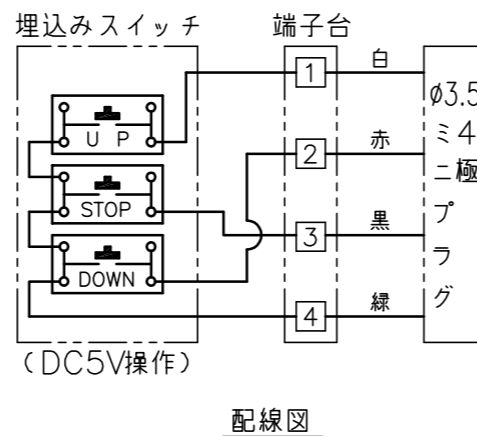 埋込みスイッチ
端子台
UP
STOP
DOWN
1
2
3
4
白
赤
黒
緑
φ3.5
ミニプラグ
4極
(DC5V操作)
配線図